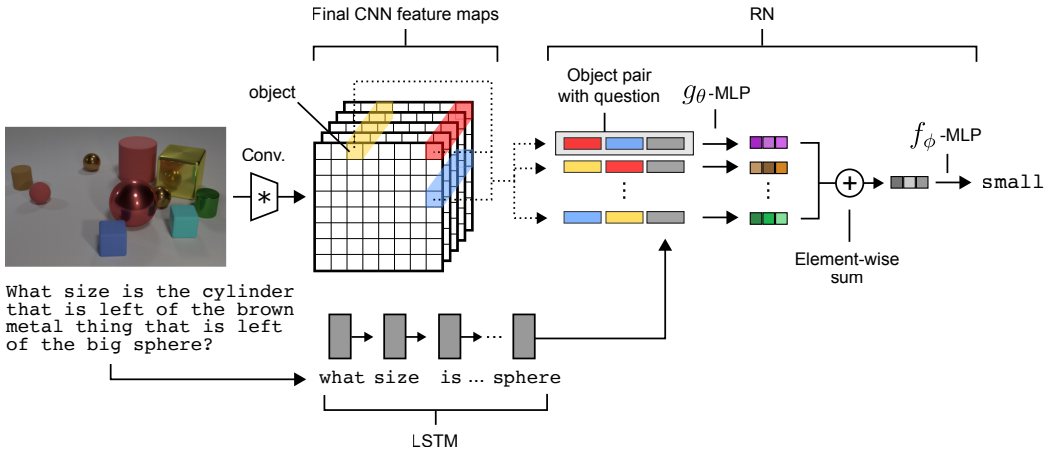 Final CNN feature maps
RN
object
Object pair
with question
gθ-MLP
fϕ-MLP
Conv.
*
+
small
...
Element-wise
sum
What size is the cylinder
that is left of the brown
metal thing that is left
of the big sphere?
...
what size is ... sphere
LSTM